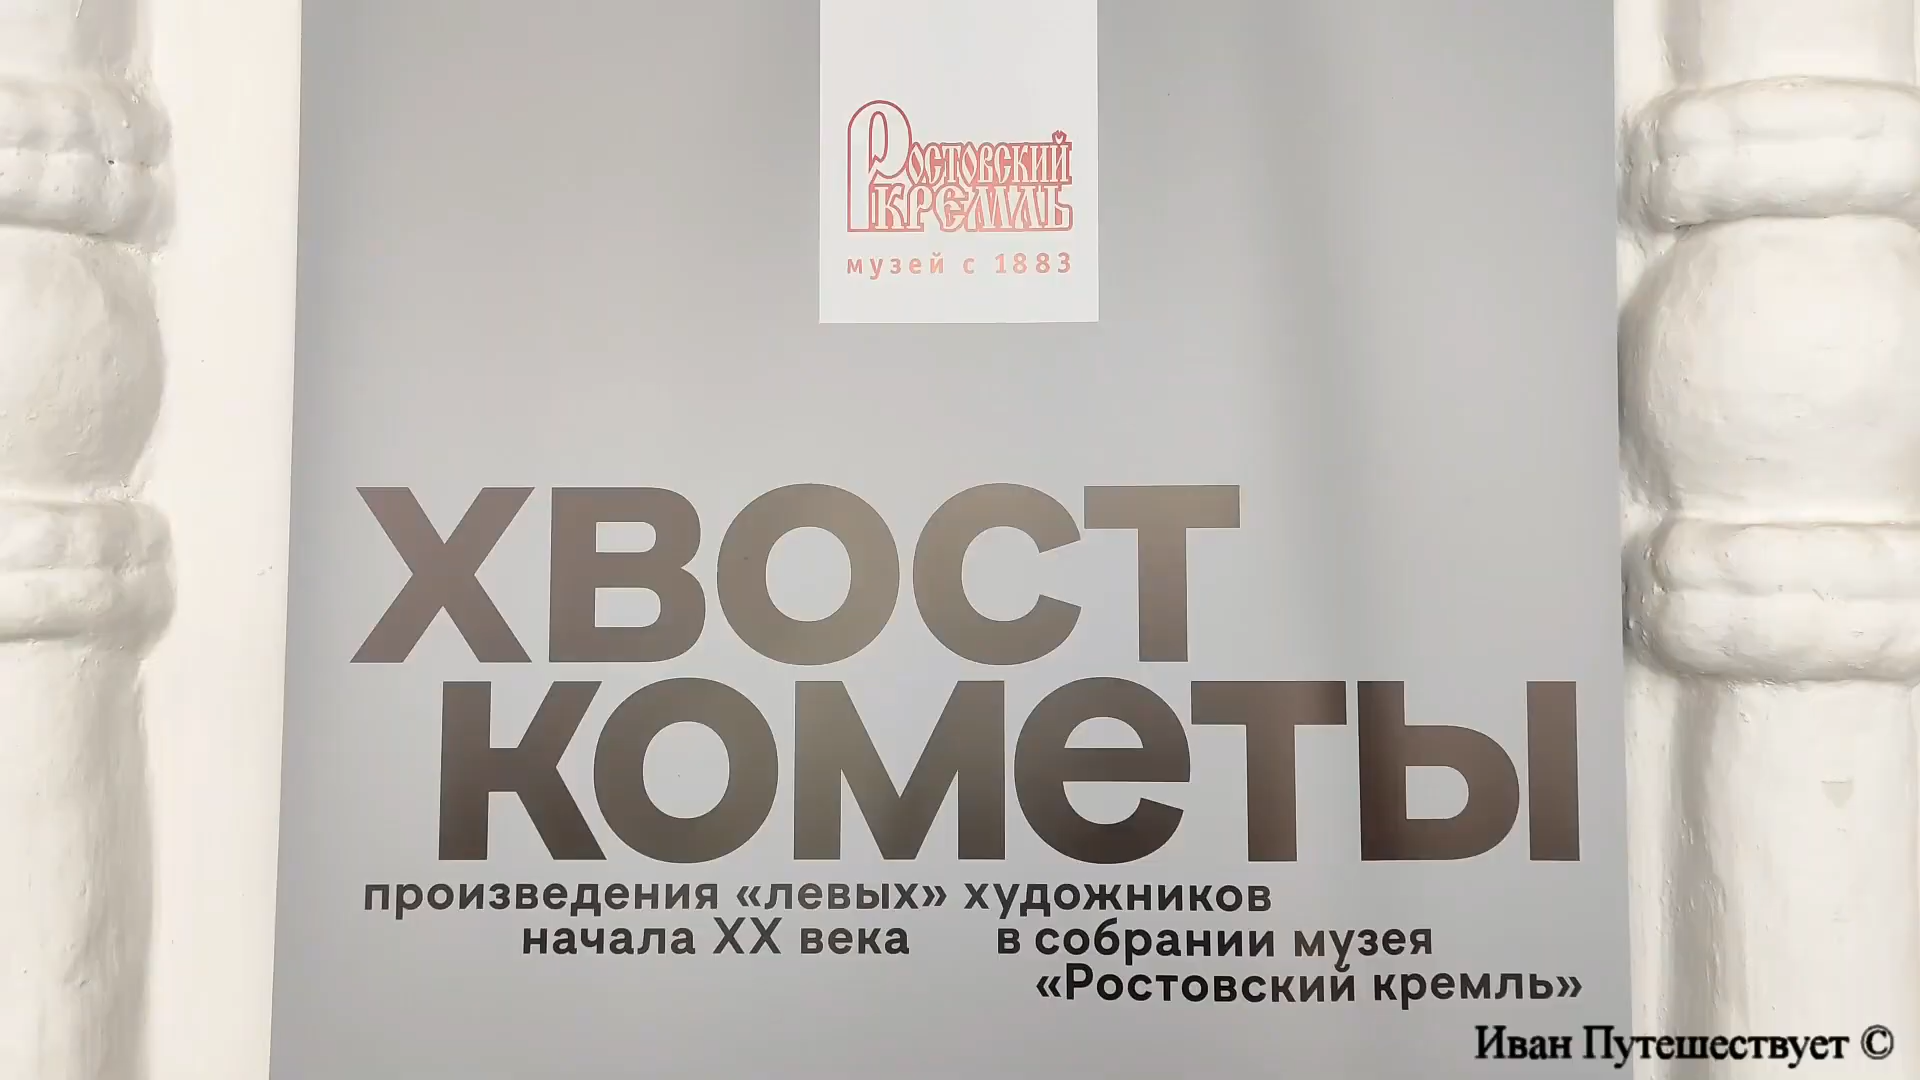 Ростовский
кремль
музей с 1883
хвост
кометы
произведения «левых» художников
начала XX века в собрании музея
«Ростовский кремль»
Иван Путешествует ©